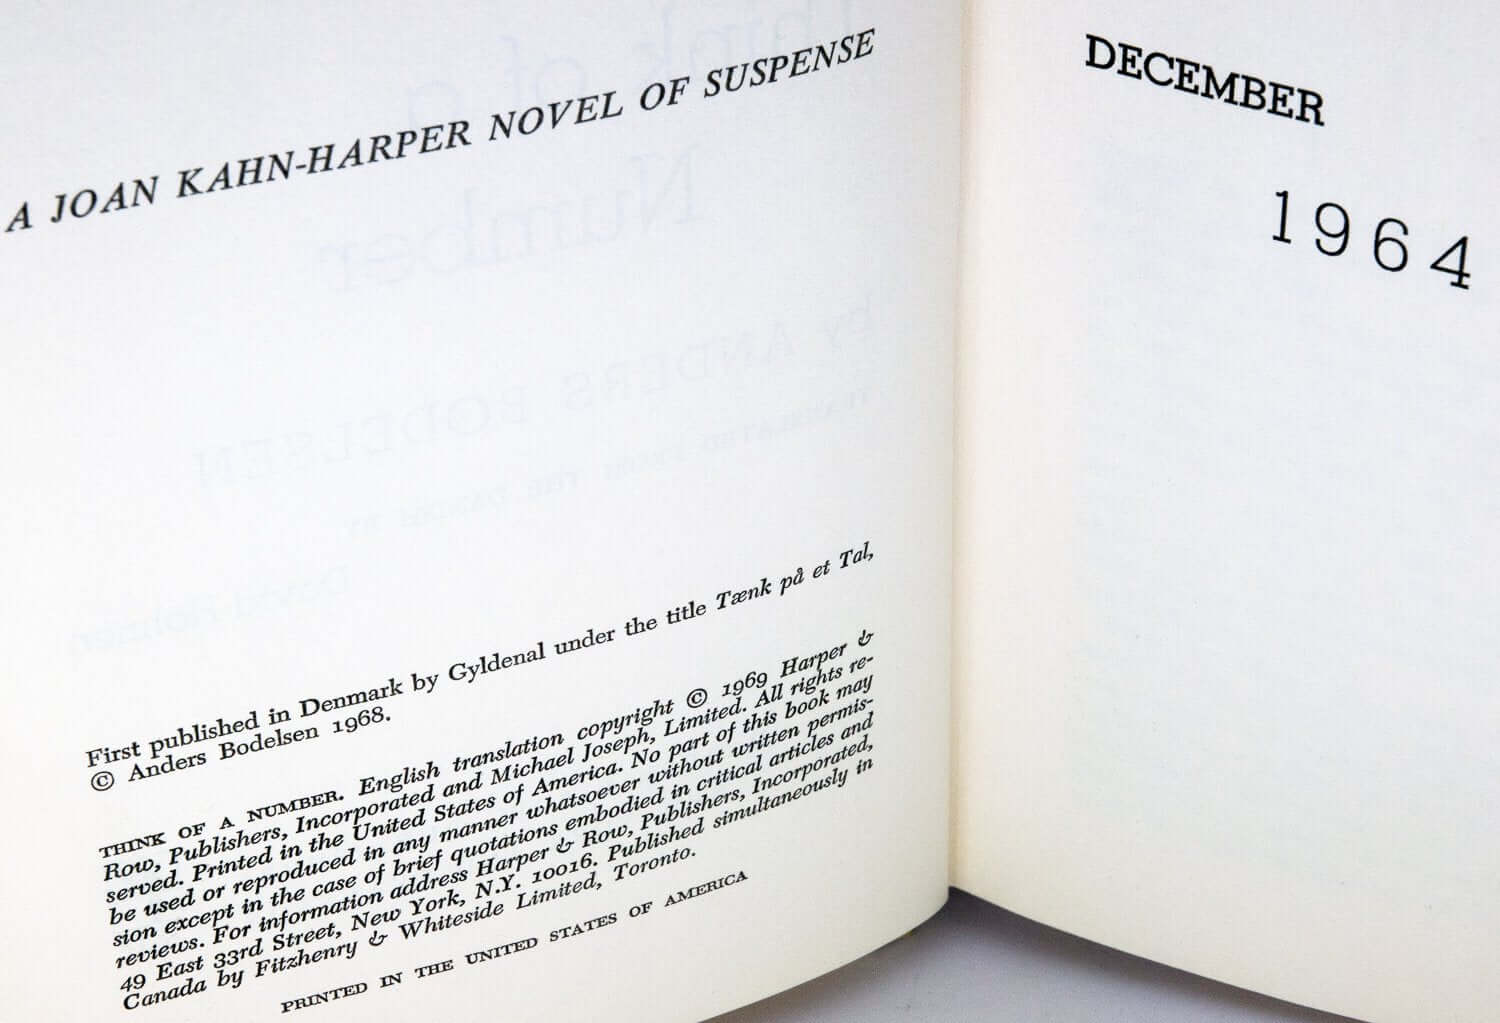 A JOAN KAHN-HARPER NOVEL OF SUSPENSE
First published in Denmark by Gyldenal under the title Tænk på et Tal,
© Anders Bodelsen 1968.
THINK OF A NUMBER. English translation copyright © 1969 Harper &
Row, Publishers, Incorporated and Michael Joseph, Limited. All rights re-
served. Printed in the United States of America. No part of this book may
be used or reproduced in any manner whatsoever without written permis-
sion except in the case of brief quotations embodied in critical articles and
reviews. For information address Harper & Row, Publishers, Incorporated,
49 East 33rd Street, New York, N.Y. 10016. Published simultaneously in
Canada by Fitzhenry & Whiteside Limited, Toronto.
PRINTED IN THE UNITED STATES OF AMERICA
DECEMBER
1964